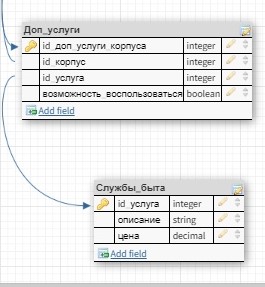 Доп_услуги
id_доп_услуги_корпуса integer
id_корпус integer
id_услуга integer
возможность_воспользоваться boolean
Add field
Службы_быта
id_услуга integer
описание string
цена decimal
Add field